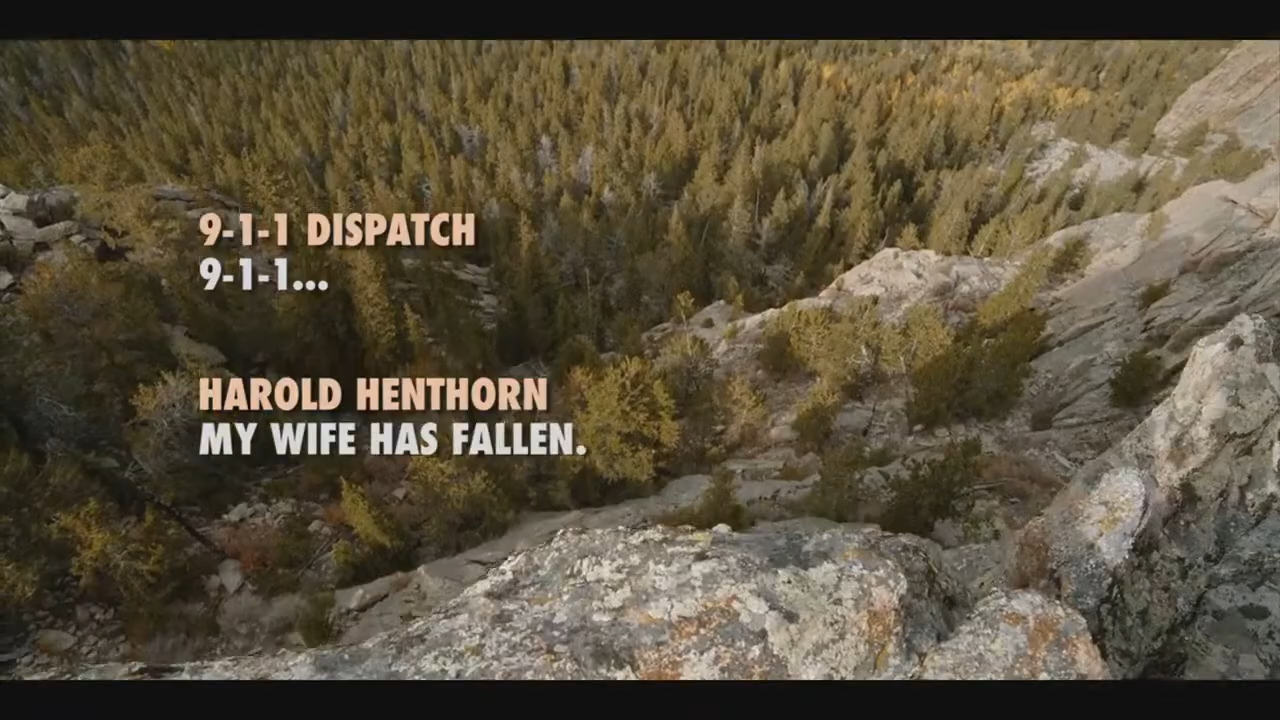 9-1-1 DISPATCH
9-1-1...
HAROLD HENTHORN
MY WIFE HAS FALLEN.